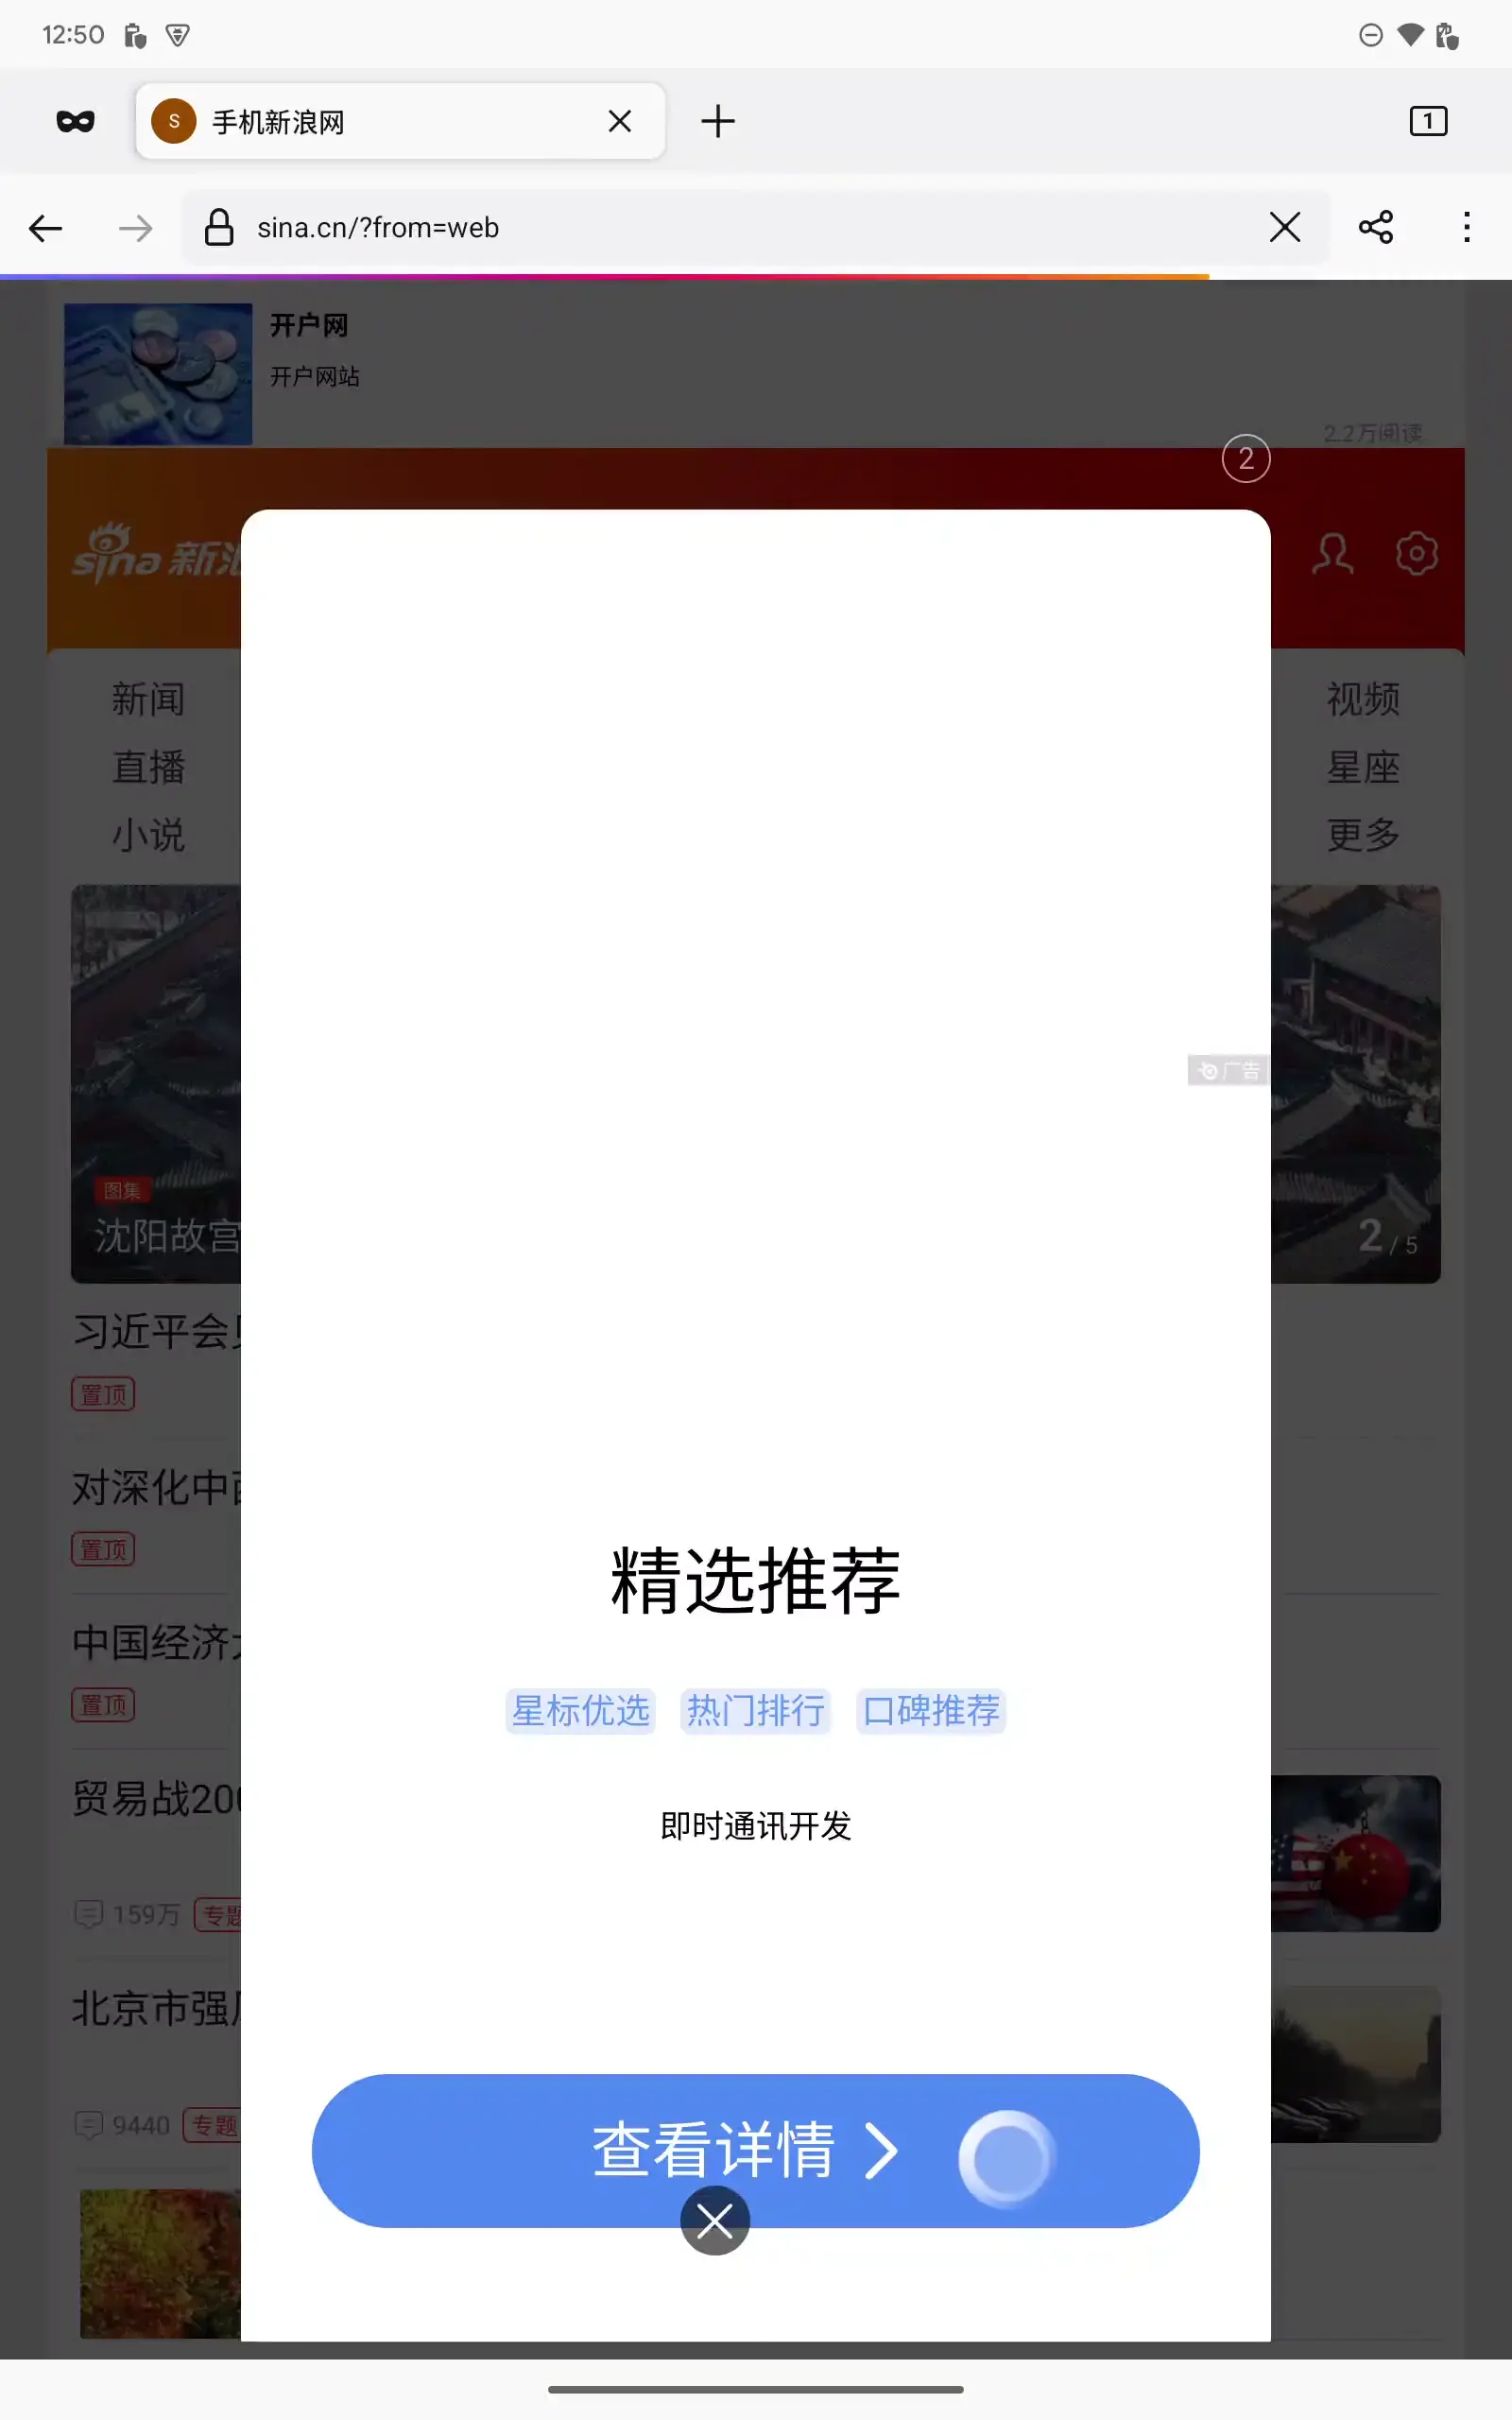 12:50
S 手机新浪网
1
sina.cn/?from=web
开户网
开户网站
2.2万阅读
2
sina 新浪
新闻
视频
直播
星座
小说
更多
广告
图集
沈阳故宫
2 / 5
习近平会
置顶
对深化中
置顶
精选推荐
中国经济
置顶
星标优选 热门排行 口碑推荐
贸易战20
即时通讯开发
159万 专题
北京市强
9440 专题
查看详情